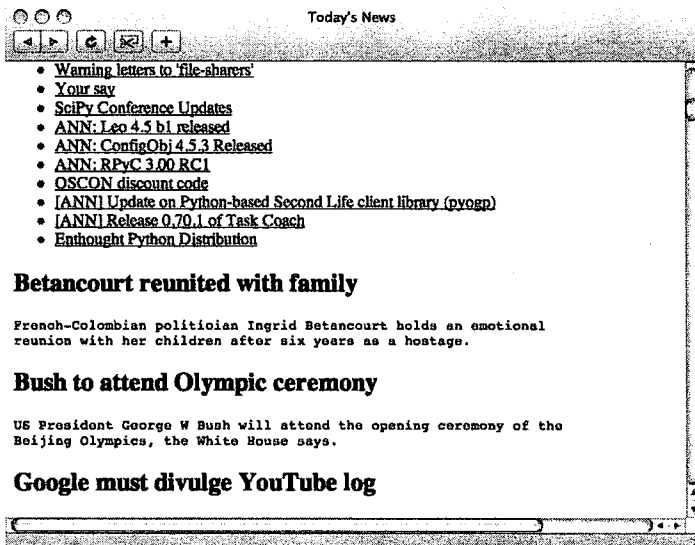 Today's News
Warning letters to 'file-sharers'
Your say
SciPy Conference Updates
ANN: Leo 4.5 b1 released
ANN: ConfigObj 4.5.3 Released
ANN: RPyC 3.00 RC1
OSCON discount code
[ANN] Update on Python-based Second Life client library (pyogp)
[ANN] Release 0.70.1 of Task Coach
Enthought Python Distribution
Betancourt reunited with family
French-Colombian politician Ingrid Betancourt holds an emotional
reunion with her children after six years as a hostage.
Bush to attend Olympic ceremony
US President George W Bush will attend the opening ceremony of the
Beijing Olympics, the White House says.
Google must divulge YouTube log